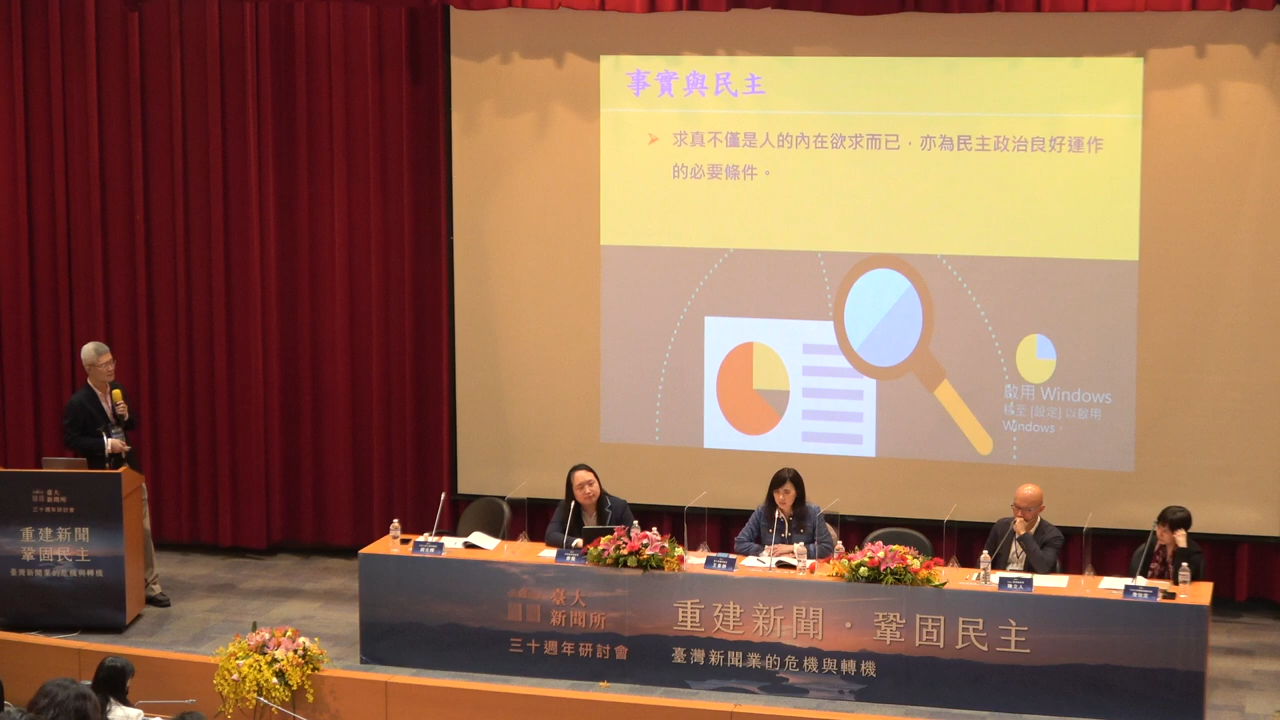 事實與民主
求真不僅是人的內在欲求而已，亦為民主政治良好運作
的必要條件。
啟用 Windows
移至 [設定] 以啟用
Windows。
臺大
新聞所
三十週年研討會
重建新聞
鞏固民主
臺灣新聞業的危機與轉機
臺大
新聞所
三十週年研討會
重建新聞．鞏固民主
臺灣新聞業的危機與轉機